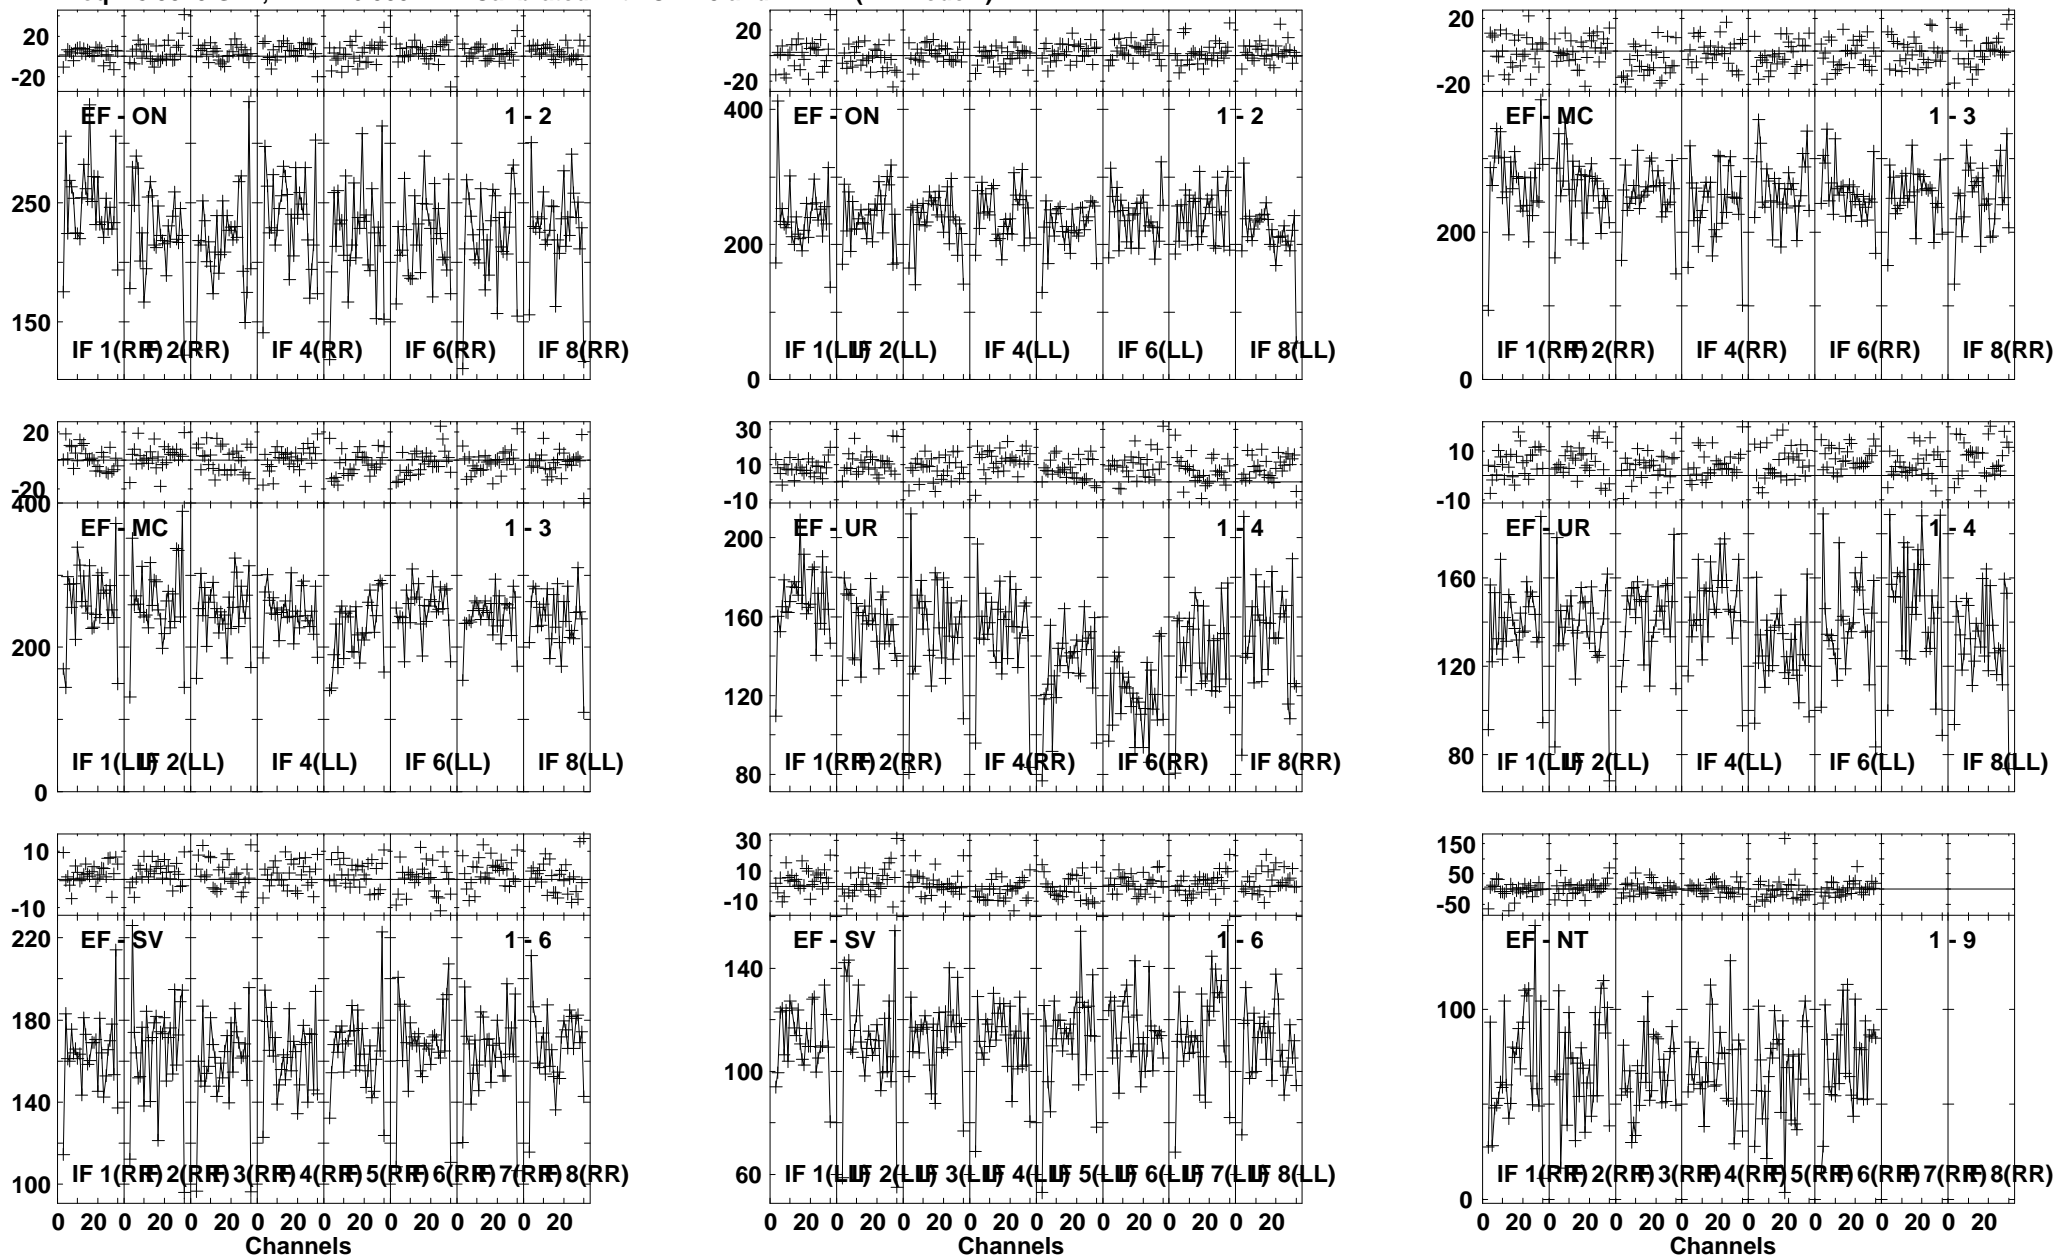 20
-20
EF - ON 1 - 2
250
150
IF 1(RR) IF 2(RR) IF 4(RR) IF 6(RR) IF 8(RR)
20
-20
400
EF - ON 1 - 2
200
0
IF 1(LL) IF 2(LL) IF 4(LL) IF 6(LL) IF 8(LL)
20
-20
EF - MC 1 - 3
200
0
IF 1(RR) IF 2(RR) IF 4(RR) IF 6(RR) IF 8(RR)
20
-20
400
EF - MC 1 - 3
200
0
IF 1(LL) IF 2(LL) IF 4(LL) IF 6(LL) IF 8(LL)
30
10
-10
EF - UR 1 - 4
200
160
120
80
IF 1(RR) IF 2(RR) IF 4(RR) IF 6(RR) IF 8(RR)
10
-10
EF - UR 1 - 4
160
120
80
IF 1(LL) IF 2(LL) IF 4(LL) IF 6(LL) IF 8(LL)
10
-10
EF - SV 1 - 6
220
180
140
100
IF 1(RR) IF 2(RR) IF 3(RR) IF 4(RR) IF 5(RR) IF 6(RR) IF 7(RR) IF 8(RR)
0 20 0 20 0 20 0 20 0 20 0 20 0 20 0 20
Channels
30
10
-10
EF - SV 1 - 6
140
100
60
IF 1(LL) IF 2(LL) IF 3(LL) IF 4(LL) IF 5(LL) IF 6(LL) IF 7(LL) IF 8(LL)
0 20 0 20 0 20 0 20 0 20 0 20 0 20 0 20
Channels
150
50
-50
EF - NT 1 - 9
100
0
IF 1(RR) IF 2(RR) IF 3(RR) IF 4(RR) IF 5(RR) IF 6(RR) IF 7(RR) IF 8(RR)
0 20 0 20 0 20 0 20 0 20 0 20 0 20 0 20
Channels